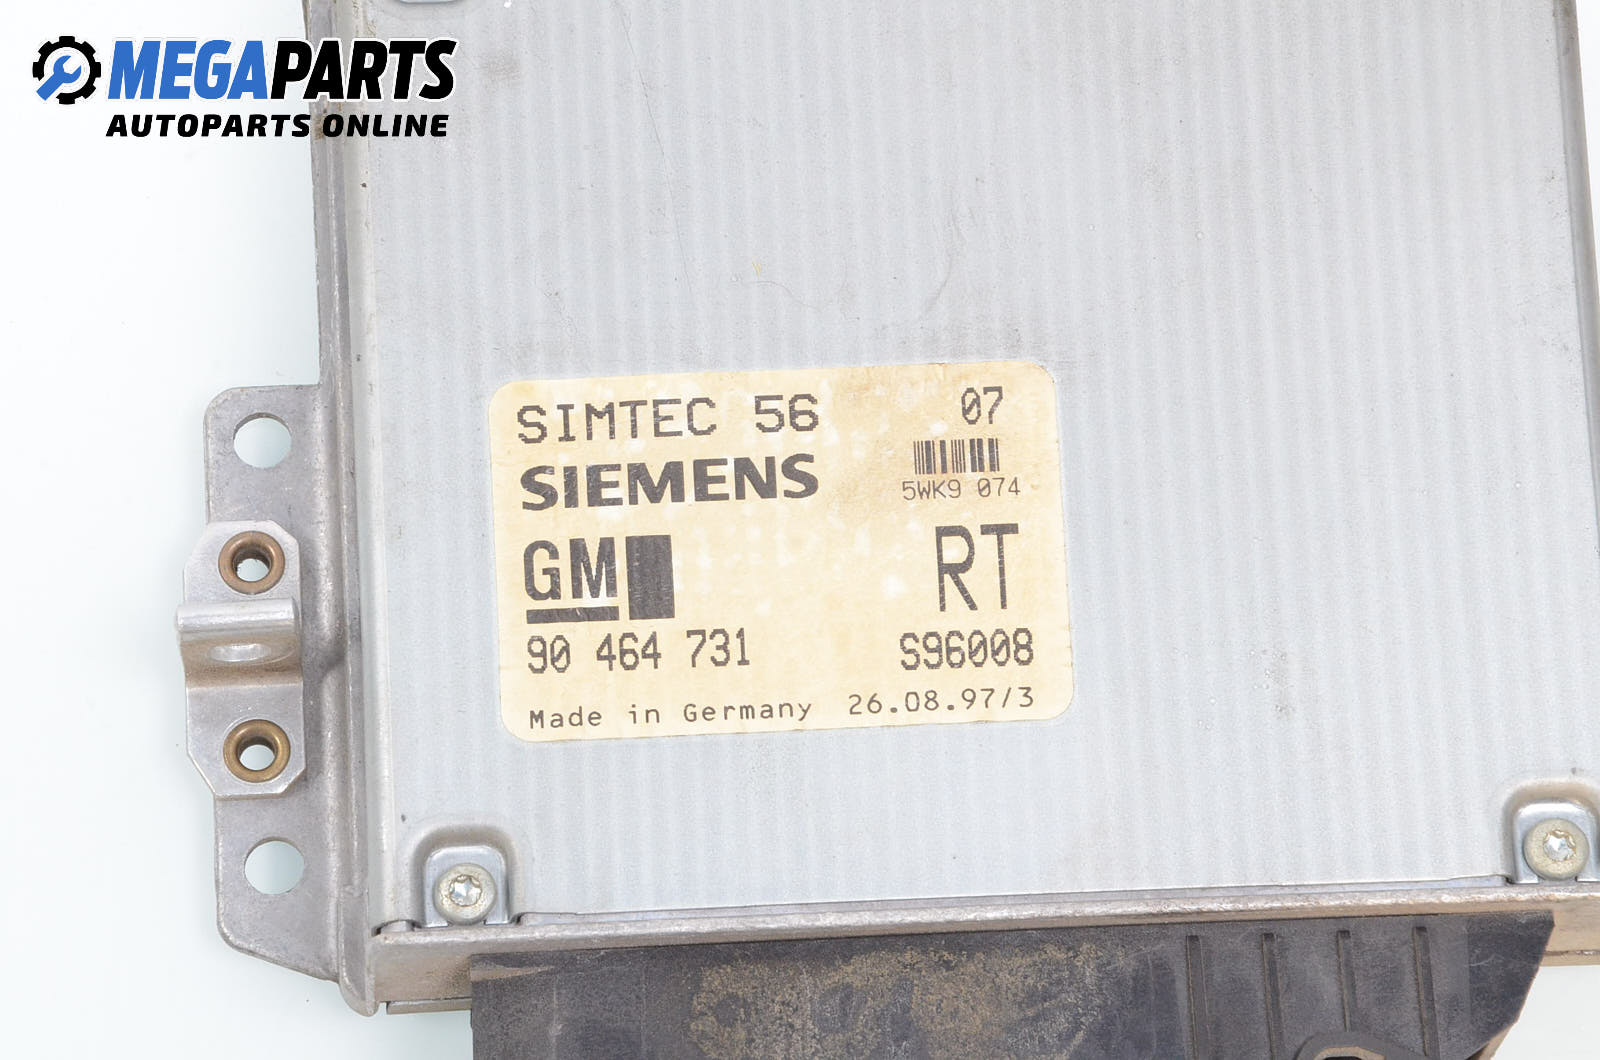 MEGAPARTS
AUTOPARTS ONLINE
SIMTEC 56 07
SIEMENS
5WK9 074
GM RT
90 464 731 S96008
Made in Germany 26.08.97/3